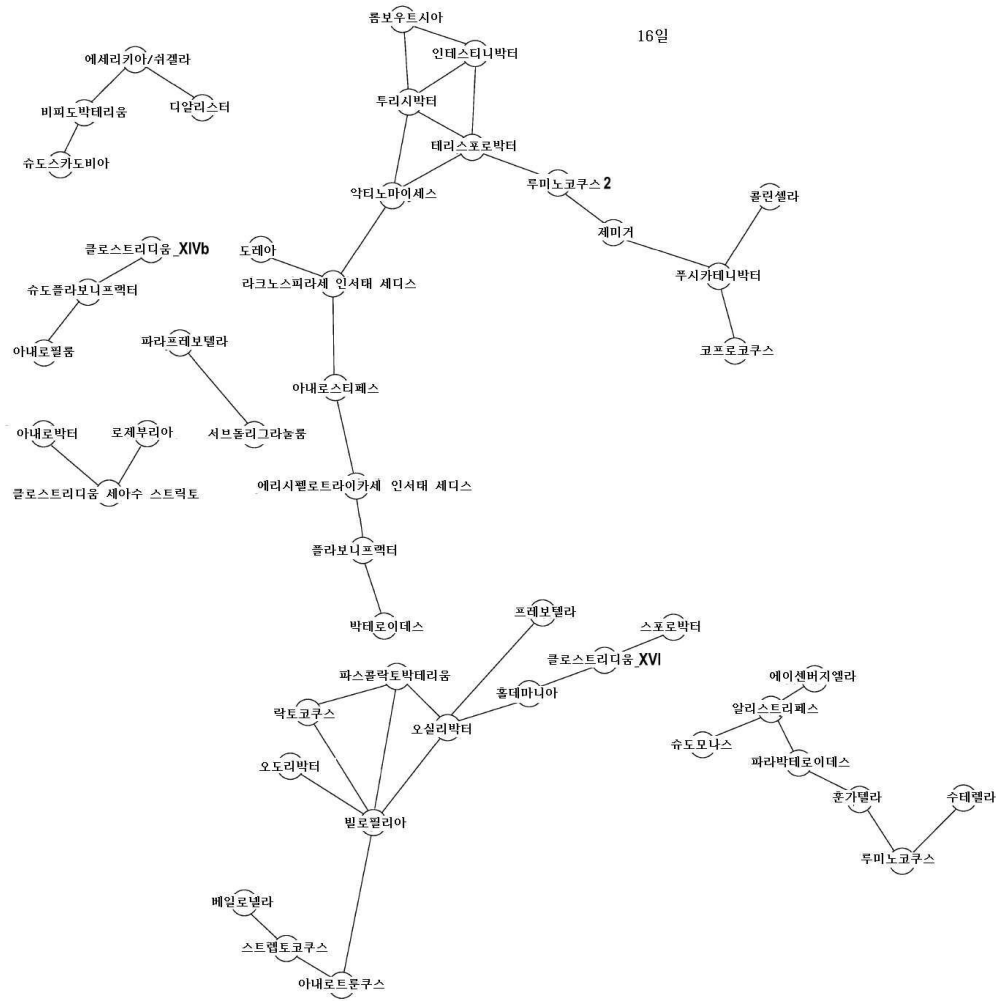 롬보우트시아
16일
인테스티니박터
에세리키아/쉬겔라
투리시박터
비피도박테리움
디알리스터
테리스포로박터
슈도스카도비아
루미노코쿠스 2
악티노마이세스
콜린셀라
제미거
클로스트리디움_XIVb
도레아
푸시카테니박터
라크노스피라세 인서태 세디스
슈도플라보니프랙터
파라프레보텔라
아내로필룸
코프로코쿠스
아내로스티페스
아내로박터
로제부리아
서브돌리그라눌룸
에리시펠로트라이카세 인서태 세디스
클로스트리디움 세아수 스트릭토
플라보니프랙터
프레보텔라
박테로이데스
스포로박터
클로스트리디움_XVI
파스콜락토박테리움
에이센버지엘라
홀데마니아
락토코쿠스
알리스트리페스
오실리박터
슈도모나스
오도리박터
파라박테로이데스
훈가텔라
수테렐라
빌로필리아
루미노코쿠스
베일로넬라
스트렙토코쿠스
아내로트룬쿠스